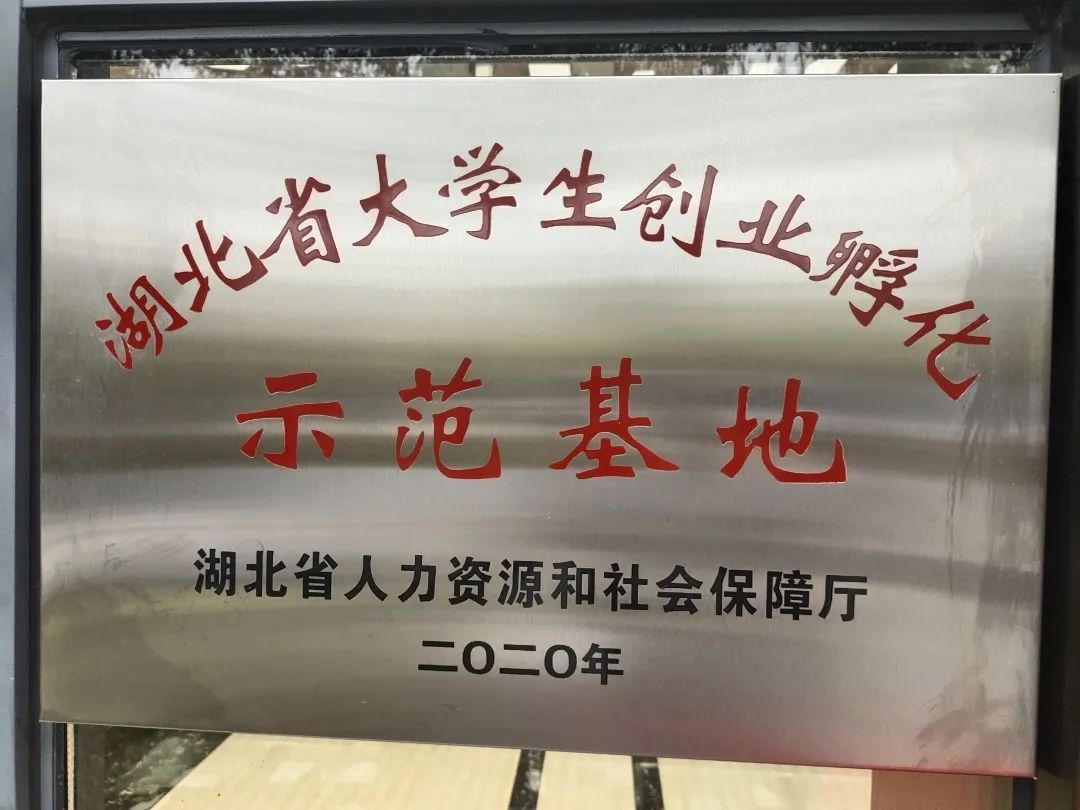 湖北省大学生创业孵化
示范基地
湖北省人力资源和社会保障厅
二〇二〇年